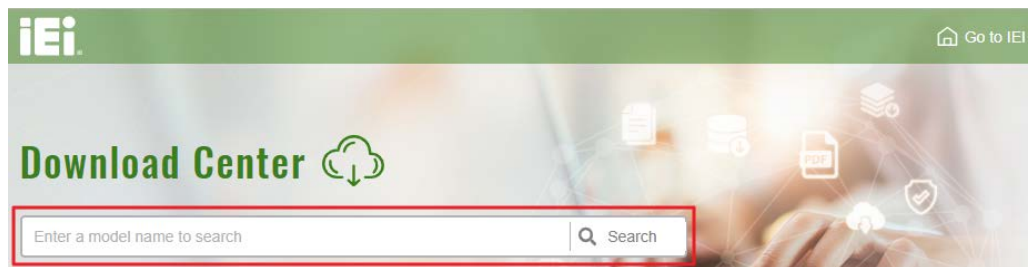 iEi.
Go to IEI
Download Center
PDF
Enter a model name to search
Search